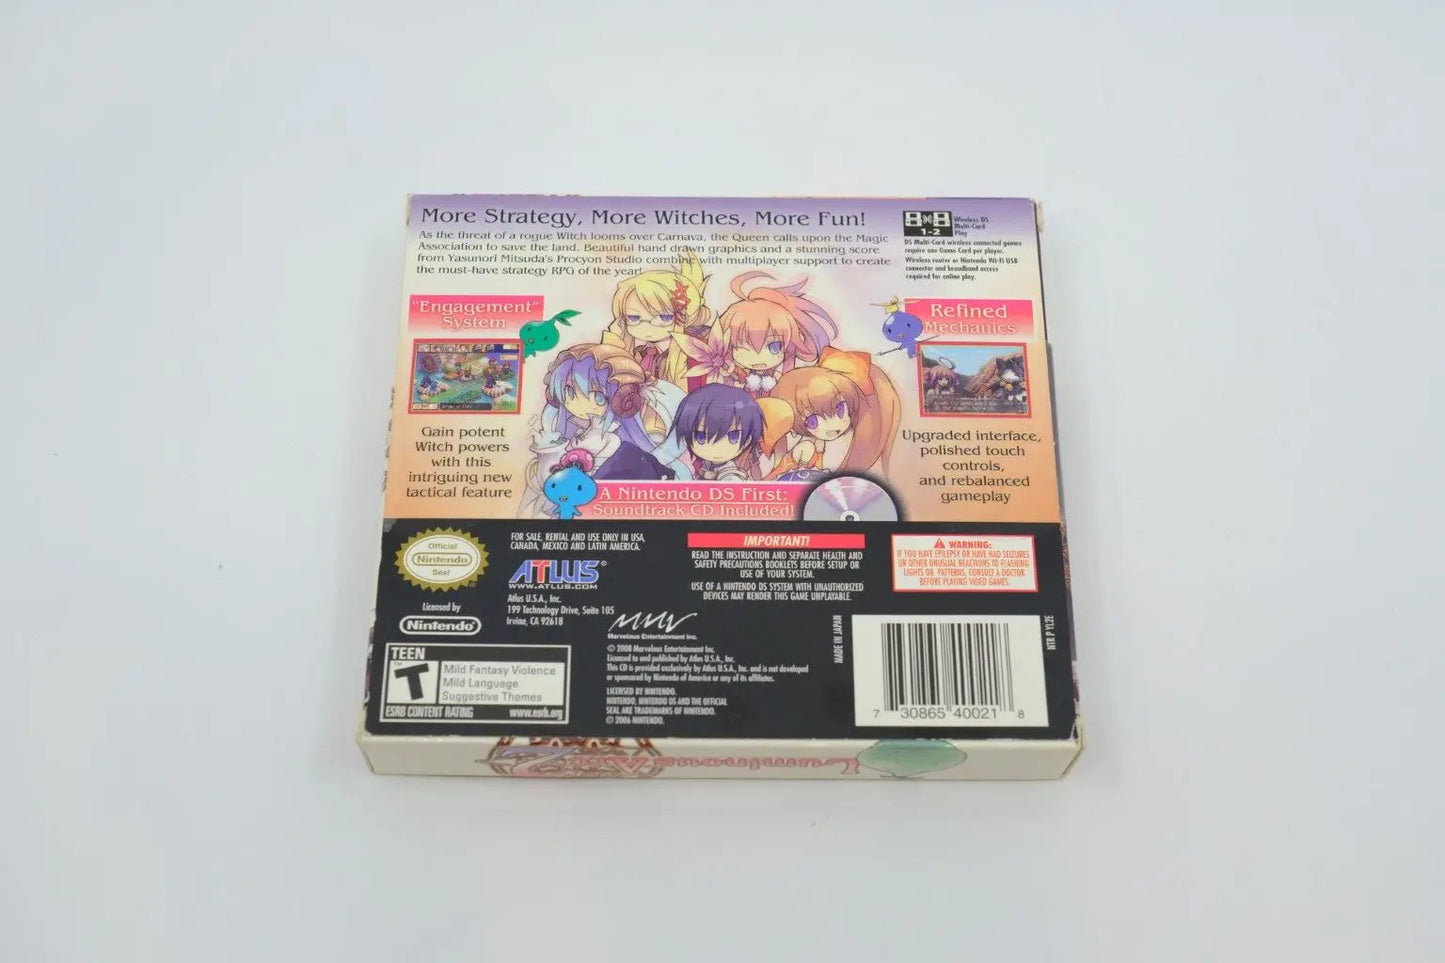 More Strategy, More Witches, More Fun!
As the threat of a rogue Witch looms over Carnava, the Queen calls upon the Magic
Association to save the land. Beautiful hand drawn graphics and a stunning score
from Yasunori Mitsuda's Procyon Studio combine with multiplayer support to create
the must-have strategy RPG of the year!
1-2
Wireless DS
Multi-Card
Play
DS Multi-Card wireless connected games
require one Game Card per player.
Wireless router or Nintendo Wi-Fi USB
connector and broadband access
required for online play.
"Engagement"
System
Gain potent
Witch powers
with this
intriguing new
tactical feature
Refined
Mechanics
Upgraded interface,
polished touch
controls,
and rebalanced
gameplay
A Nintendo DS First:
Soundtrack CD Included!
Official
Nintendo
Seal
Licensed by
Nintendo
FOR SALE, RENTAL AND USE ONLY IN USA,
CANADA, MEXICO AND LATIN AMERICA.
ATLUS®
WWW.ATLUS.COM
Atlus U.S.A., Inc.
199 Technology Drive, Suite 105
Irvine, CA 92618
Marvelous Entertainment Inc.
© 2008 Marvelous Entertainment Inc.
Licensed to and published by Atlus U.S.A., Inc.
This CD is provided exclusively by Atlus U.S.A., Inc. and is not developed
or sponsored by Nintendo of America or any of its affiliates.
LICENSED BY NINTENDO.
NINTENDO, NINTENDO DS AND THE OFFICIAL
SEAL ARE TRADEMARKS OF NINTENDO.
© 2006 NINTENDO.
IMPORTANT!
READ THE INSTRUCTION AND SEPARATE HEALTH AND
SAFETY PRECAUTIONS BOOKLETS BEFORE SETUP OR
USE OF YOUR SYSTEM.
USE OF A NINTENDO DS SYSTEM WITH UNAUTHORIZED
DEVICES MAY RENDER THIS GAME UNPLAYABLE.
WARNING:
IF YOU HAVE EPILEPSY OR HAVE HAD SEIZURES
OR OTHER UNUSUAL REACTIONS TO FLASHING
LIGHTS OR PATTERNS, CONSULT A DOCTOR
BEFORE PLAYING VIDEO GAMES.
MADE IN JAPAN
NTR P YL2E
7 30865 40021 8
TEEN
T
Mild Fantasy Violence
Mild Language
Suggestive Themes
ESRB CONTENT RATING www.esrb.org
Luminous Arc 2